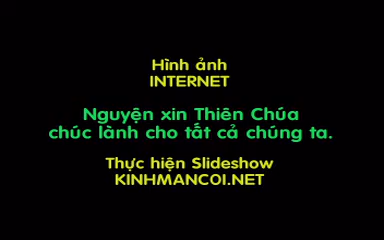 Hình ảnh
INTERNET
Nguyện xin Thiên Chúa
chúc lành cho tất cả chúng ta.
Thực hiện Slideshow
KINHMANCOI.NET